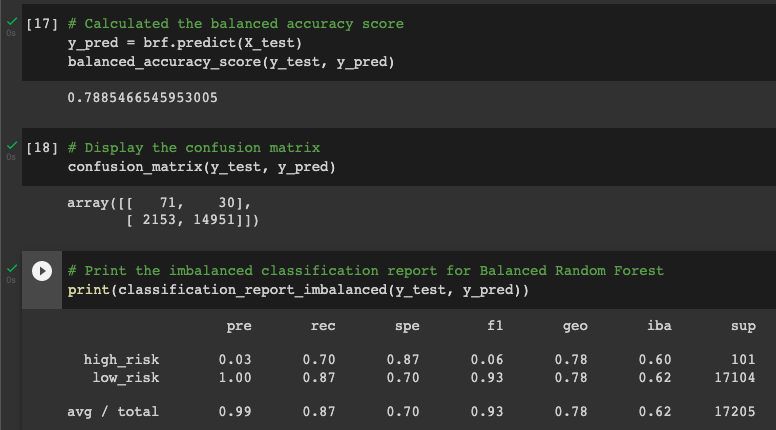 [17] # Calculated the balanced accuracy score
0s
y_pred = brf.predict(X_test)
balanced_accuracy_score(y_test, y_pred)
0.7885466545953005
[18] # Display the confusion matrix
0s
confusion_matrix(y_test, y_pred)
array([[   71,    30],
       [ 2153, 14951]])
# Print the imbalanced classification report for Balanced Random Forest
0s
print(classification_report_imbalanced(y_test, y_pred))
pre rec spe f1 geo iba sup
high_risk 0.03 0.70 0.87 0.06 0.78 0.60 101
low_risk 1.00 0.87 0.70 0.93 0.78 0.62 17104
avg / total 0.99 0.87 0.70 0.93 0.78 0.62 17205